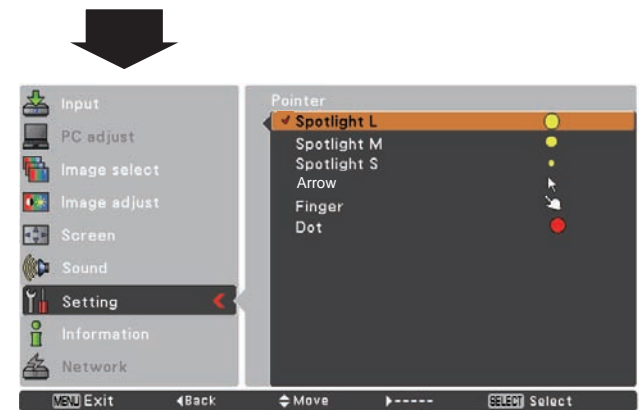 Input
PC adjust
Image select
Image adjust
Screen
Sound
Setting
Information
Network
Pointer
Spotlight L
Spotlight M
Spotlight S
Arrow
Finger
Dot
MENU Exit Back Move ----- SELECT Select